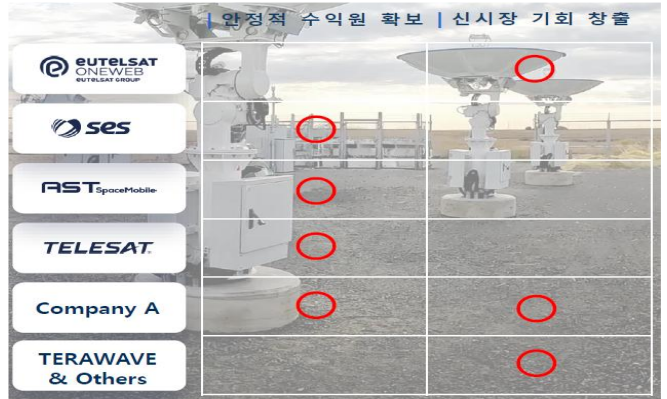 | 안정적 수익원 확보 | 신시장 기회 창출
eutelsat
ONEWEB
eutelsat group
SES
AST SpaceMobile
TELESAT
Company A
TERAWAVE
& Others